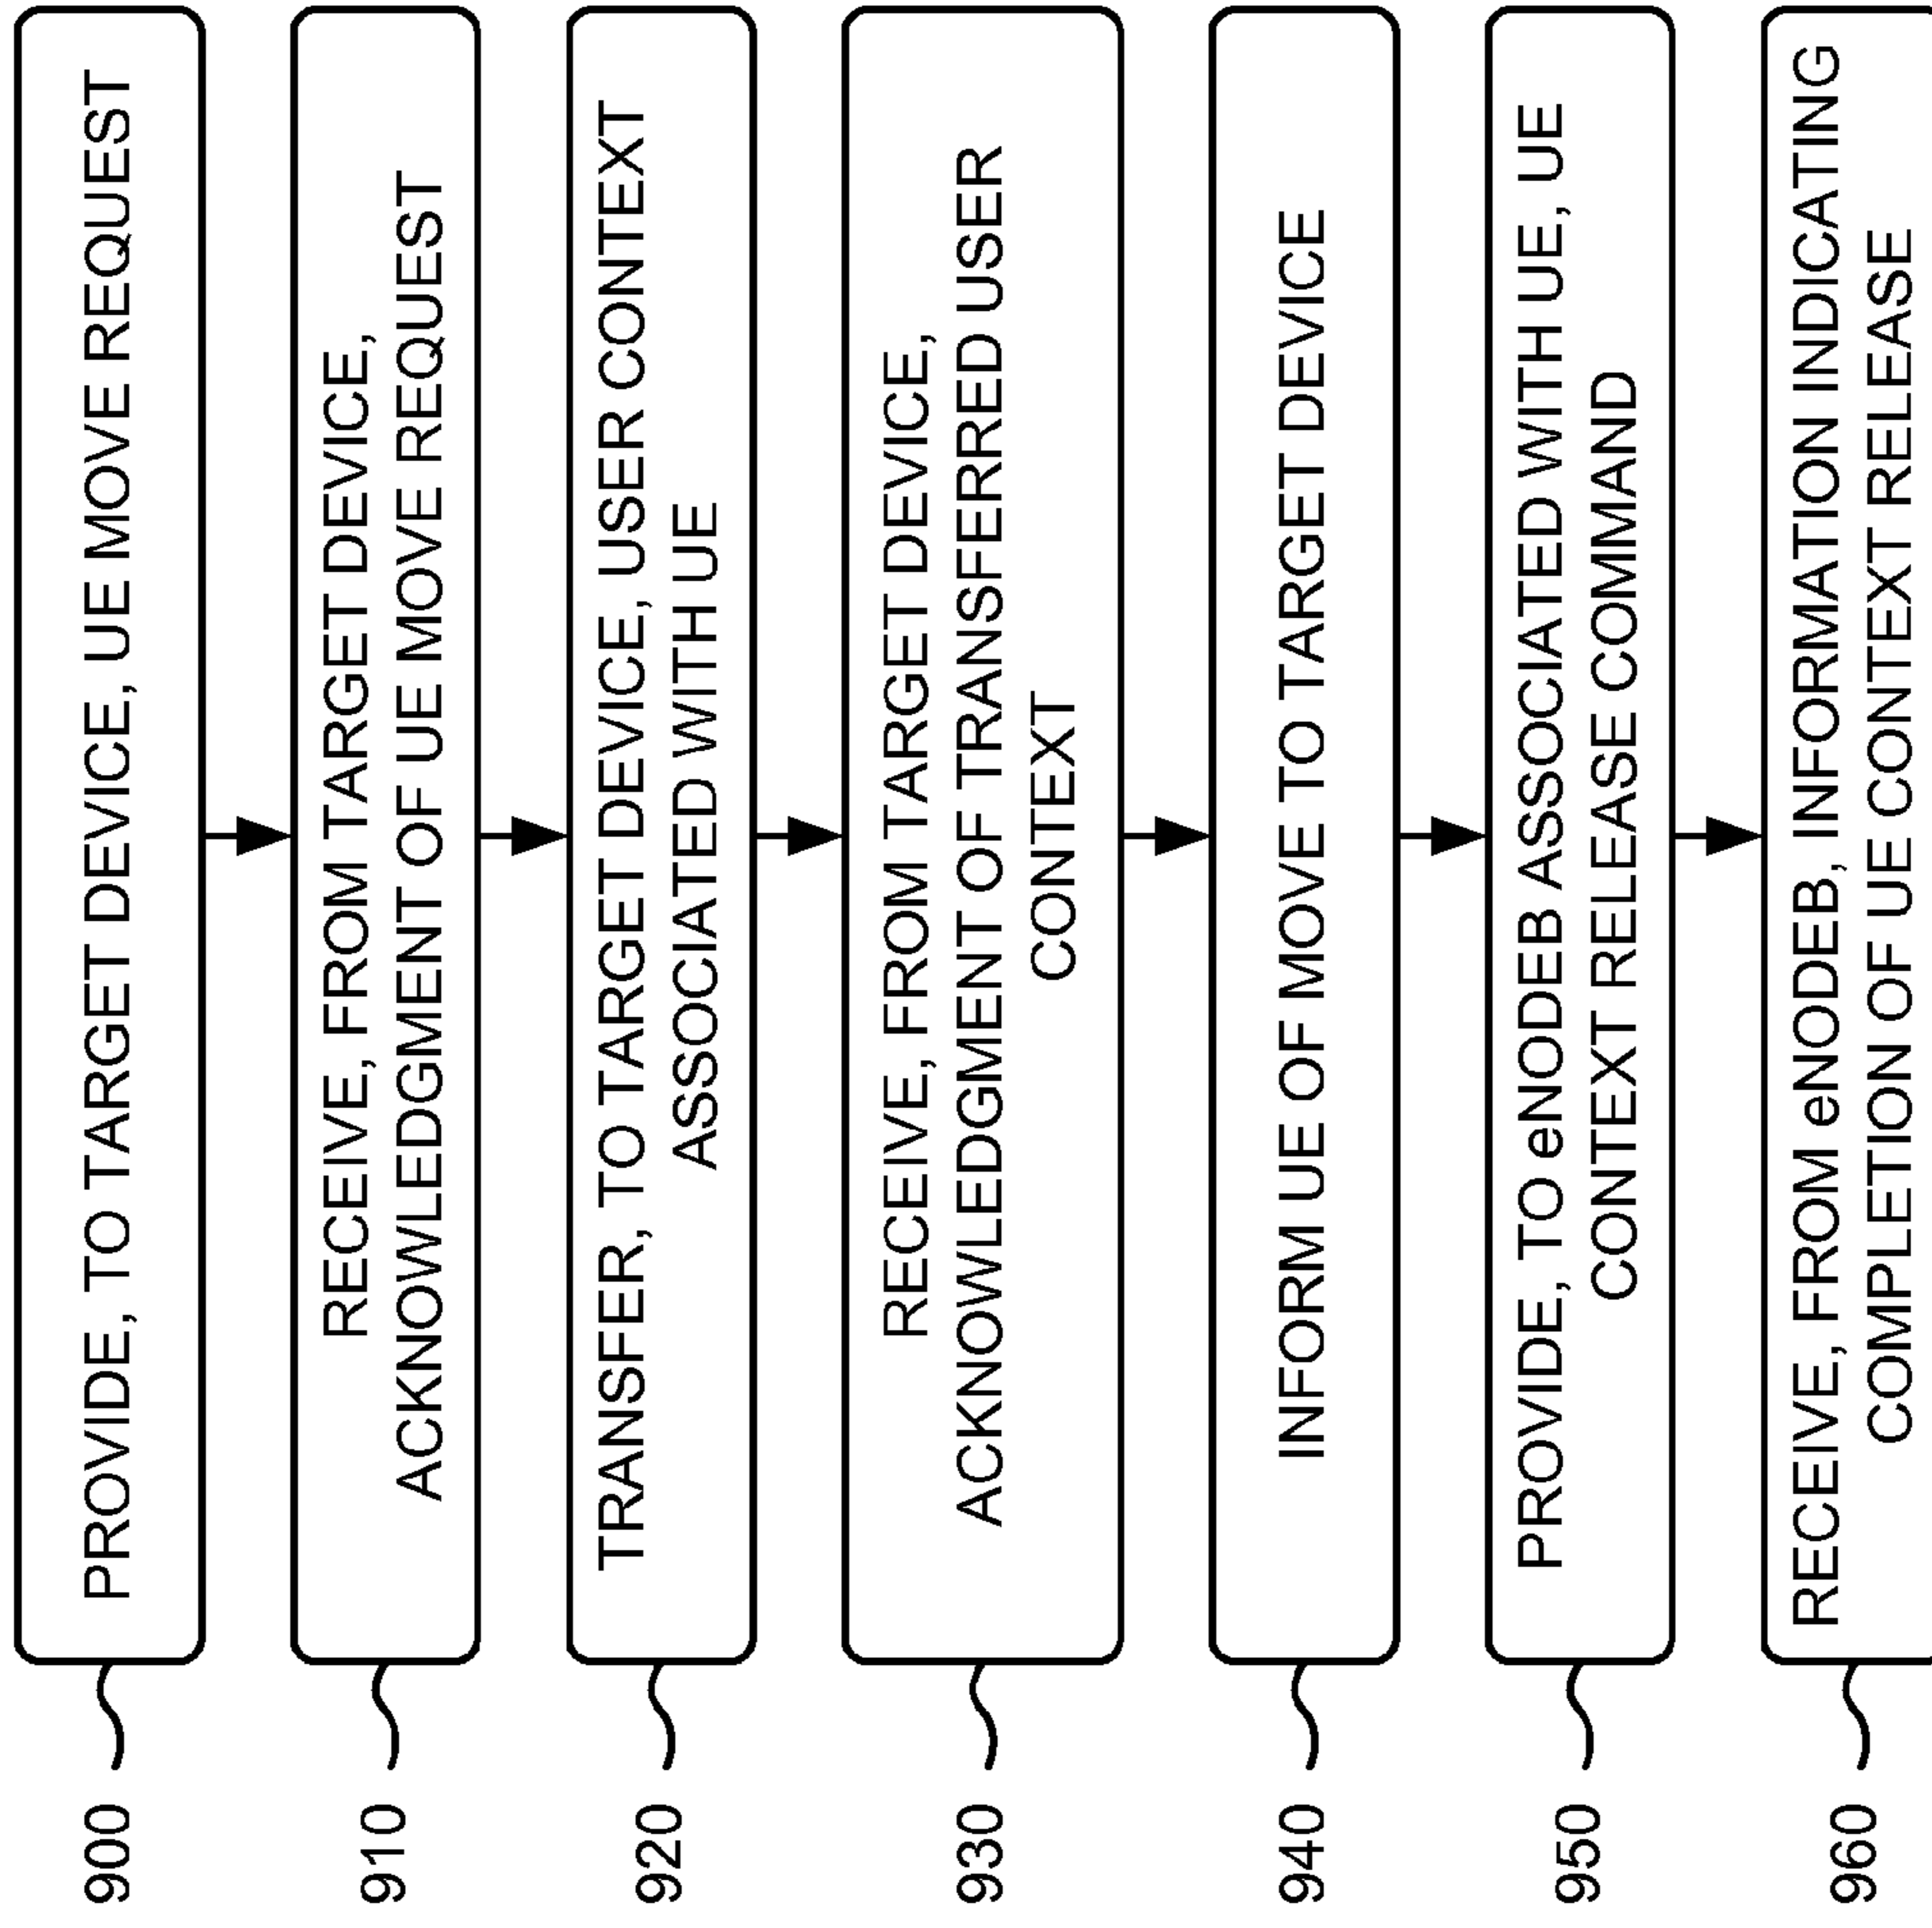 900
PROVIDE, TO TARGET DEVICE, UE MOVE REQUEST
910
RECEIVE, FROM TARGET DEVICE,
ACKNOWLEDGMENT OF UE MOVE REQUEST
920
TRANSFER, TO TARGET DEVICE, USER CONTEXT
ASSOCIATED WITH UE
930
RECEIVE, FROM TARGET DEVICE,
ACKNOWLEDGMENT OF TRANSFERRED USER
CONTEXT
940
INFORM UE OF MOVE TO TARGET DEVICE
950
PROVIDE, TO eNODEB ASSOCIATED WITH UE, UE
CONTEXT RELEASE COMMAND
960
RECEIVE, FROM eNODEB, INFORMATION INDICATING
COMPLETION OF UE CONTEXT RELEASE